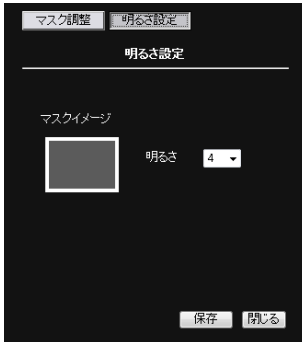 マスク調整 明るさ設定
明るさ設定
マスクイメージ
明るさ 4
保存 閉じる